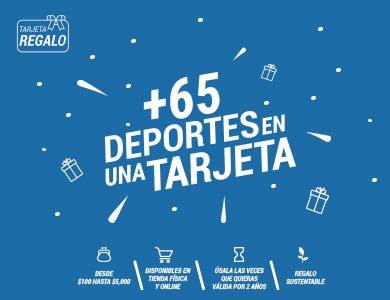 TARJETA
REGALO
+65
DEPORTES EN
UNA TARJETA
DESDE
$100 HASTA $5,000
DISPONIBLES EN
TIENDA FÍSICA
Y ONLINE
ÚSALA LAS VECES
QUE QUIERAS
VÁLIDA POR 2 AÑOS
REGALO
SUSTENTABLE